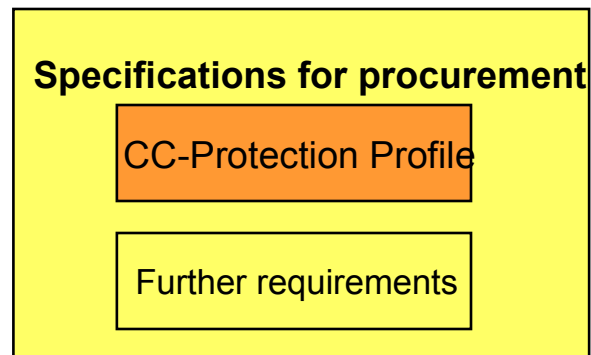 Specifications for procurement
CC-Protection Profile
Further requirements